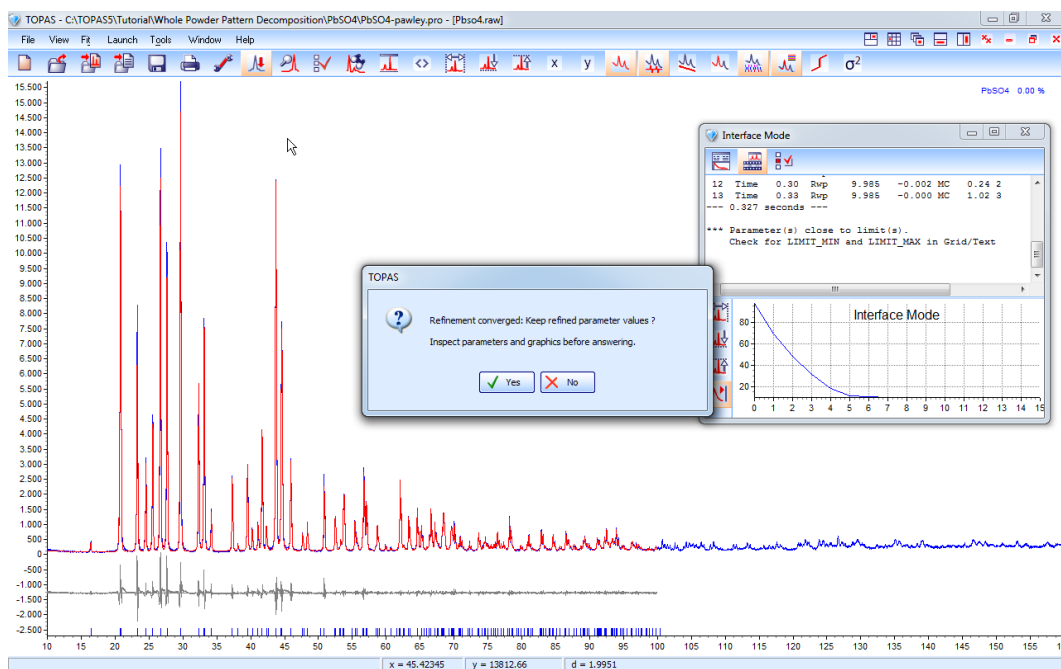 TOPAS - C:\TOPAS5\Tutorial\Whole Powder Pattern Decomposition\PbSO4\PbSO4-pawley.pro - [Pbso4.raw]
File View Fit Launch Tools Window Help
x y σ²
PbSO4 0.00 %
15.500
15.000
14.500
14.000
13.500
13.000
12.500
12.000
11.500
11.000
10.500
10.000
9.500
9.000
8.500
8.000
7.500
7.000
6.500
6.000
5.500
5.000
4.500
4.000
3.500
3.000
2.500
2.000
1.500
1.000
500
0
-500
-1.000
-1.500
-2.000
-2.500
10 15 20 25 30 35 40 45 50 55 60 65 70 75 80 85 90 95 100 105 110 115 120 125 130 135 140 145 150 155
Interface Mode
12 Time 0.30 Rwp 9.985 -0.002 MC 0.24 2
13 Time 0.33 Rwp 9.985 -0.000 MC 1.02 3
--- 0.327 seconds ---
*** Parameter(s) close to limit(s).
Check for LIMIT_MIN and LIMIT_MAX in Grid/Text
Interface Mode
80
60
40
20
0 1 2 3 4 5 6 7 8 9 10 11 12 13 14 15
TOPAS
Refinement converged: Keep refined parameter values ?
Inspect parameters and graphics before answering.
Yes No
x = 45.42345 y = 13812.66 d = 1.9951